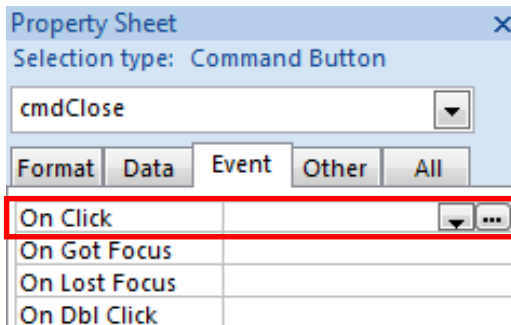 Property Sheet
Selection type: Command Button
cmdClose
Format Data Event Other All
On Click
On Got Focus
On Lost Focus
On Dbl Click